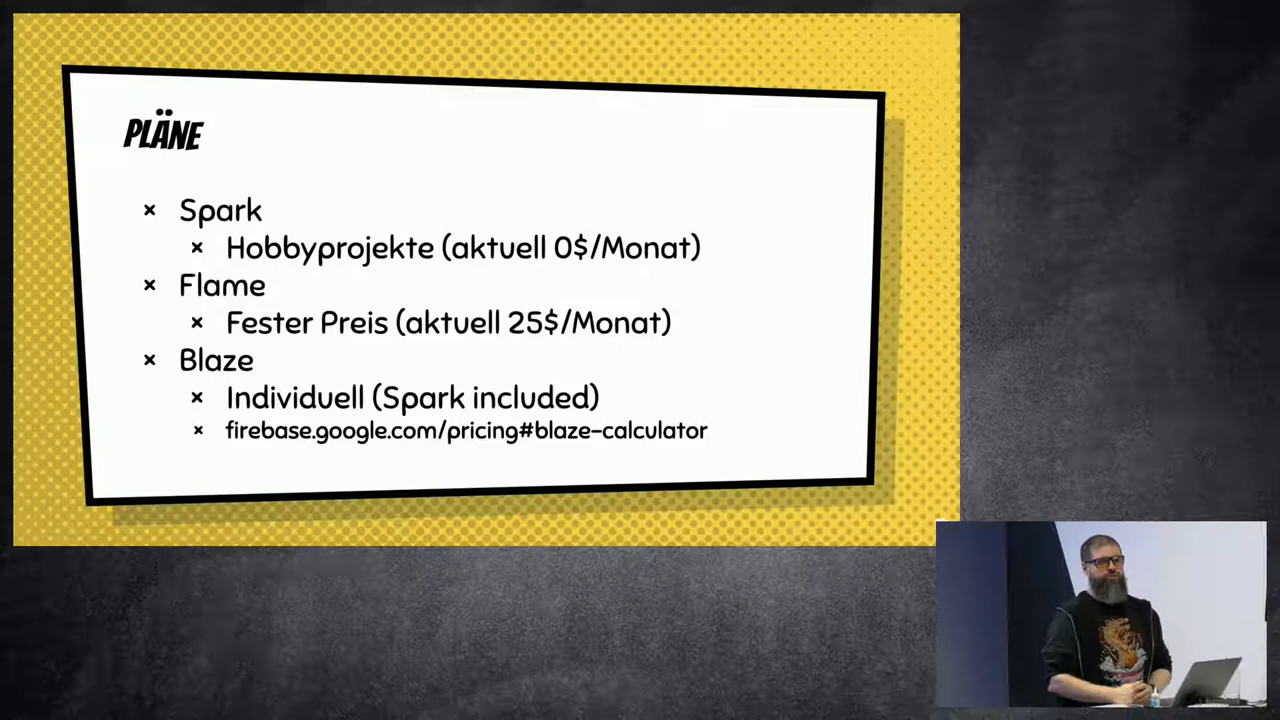 PLÄNE
× Spark
× Hobbyprojekte (aktuell 0$/Monat)
× Flame
× Fester Preis (aktuell 25$/Monat)
× Blaze
× Individuell (Spark included)
× firebase.google.com/pricing#blaze-calculator